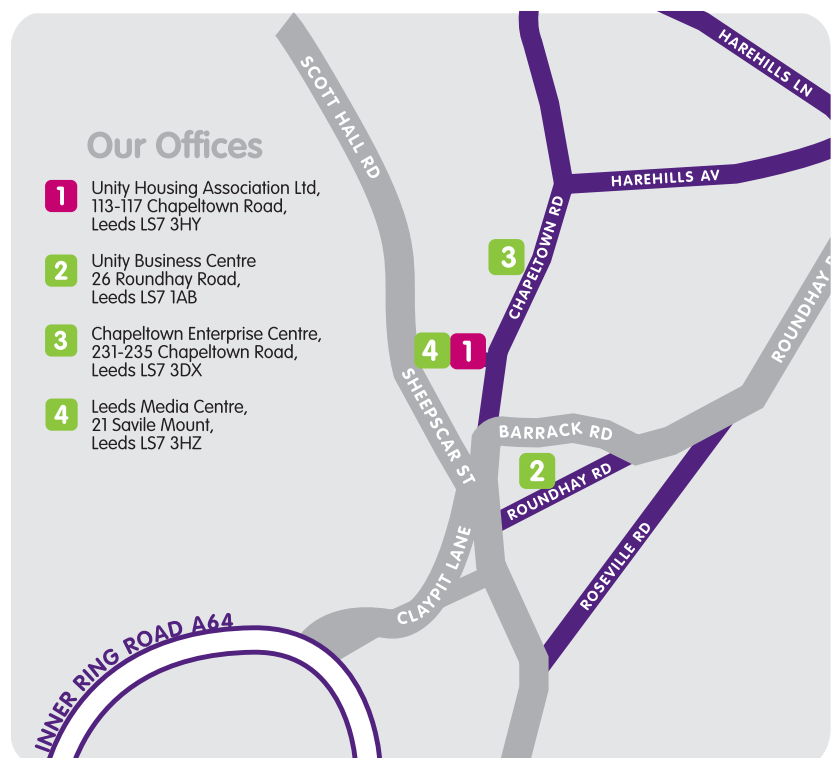 Our Offices
1
Unity Housing Association Ltd,
113-117 Chapeltown Road,
Leeds LS7 3HY
2
Unity Business Centre
26 Roundhay Road,
Leeds LS7 1AB
3
Chapeltown Enterprise Centre,
231-235 Chapeltown Road,
Leeds LS7 3DX
4
Leeds Media Centre,
21 Savile Mount,
Leeds LS7 3HZ
SCOTT HALL RD
HAREHILLS LN
HAREHILLS AV
CHAPELTOWN RD
3
ROUNDHAY
4 1
SHEEPSCAR ST
BARRACK RD
2
ROUNDHAY RD
ROSEVILLE RD
CLAYPIT LANE
INNER RING ROAD A64